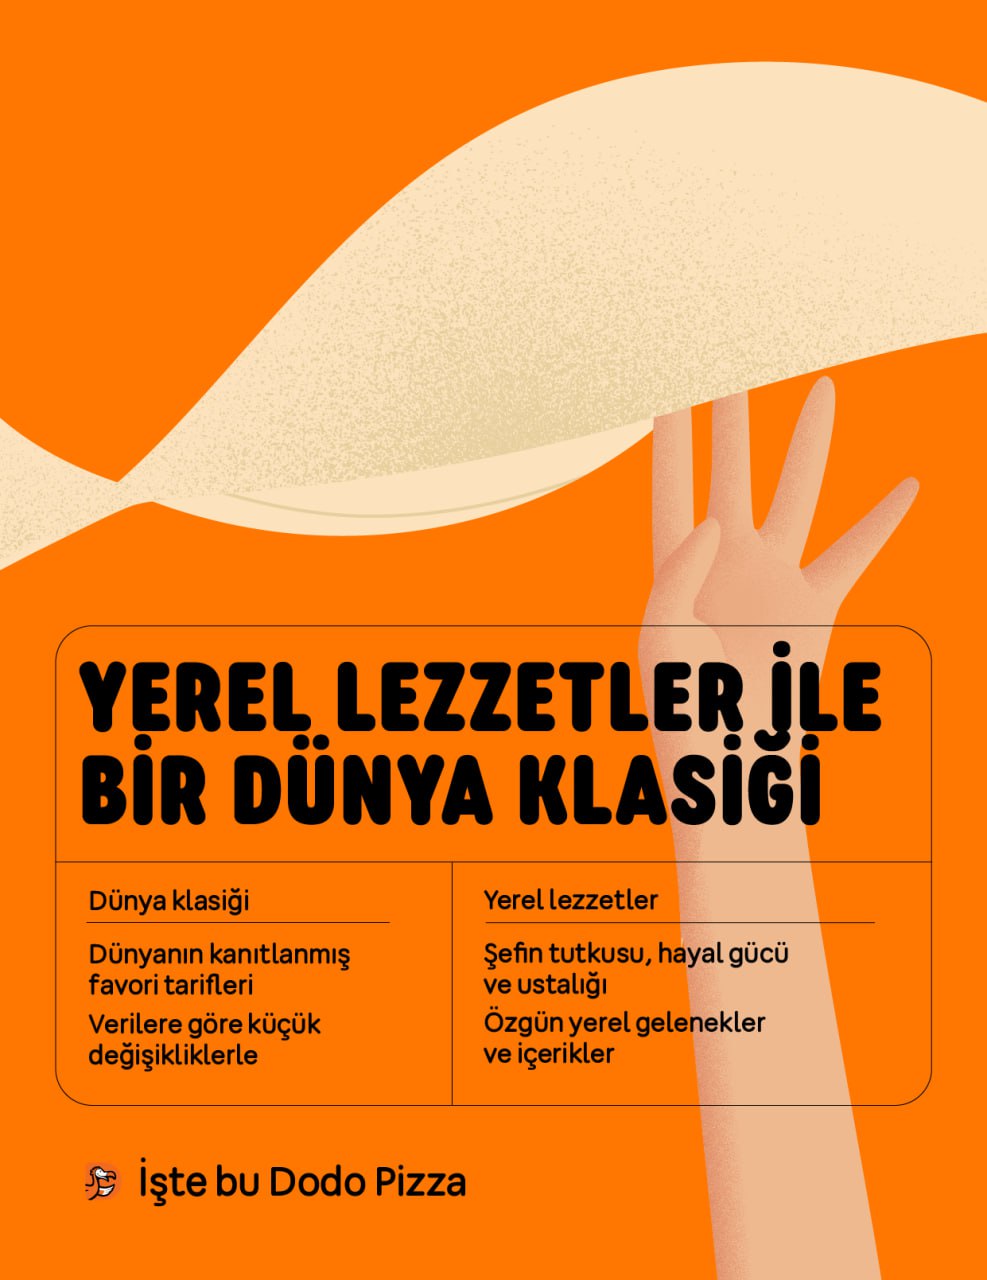 YEREL LEZZETLER İLE
BİR DÜNYA KLASİĞİ
Dünya klasiği
Dünyanın kanıtlanmış
favori tarifleri
Verilere göre küçük
değişikliklerle
Yerel lezzetler
Şefin tutkusu, hayal gücü
ve ustalığı
Özgün yerel gelenekler
ve içerikler
İşte bu Dodo Pizza